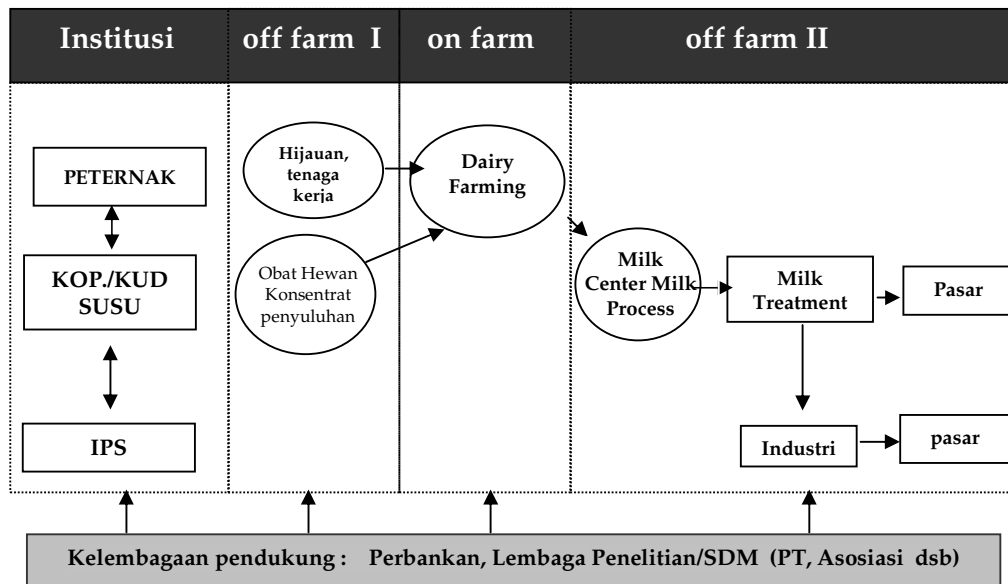 Institusi
off farm I
on farm
off farm II
PETERNAK
KOP./KUD
SUSU
IPS
Hijauan,
tenaga
kerja
Obat Hewan
Konsentrat
penyuluhan
Dairy
Farming
Milk
Center Milk
Process
Milk
Treatment
Pasar
Industri
pasar
Kelembagaan pendukung : Perbankan, Lembaga Penelitian/SDM (PT, Asosiasi dsb)